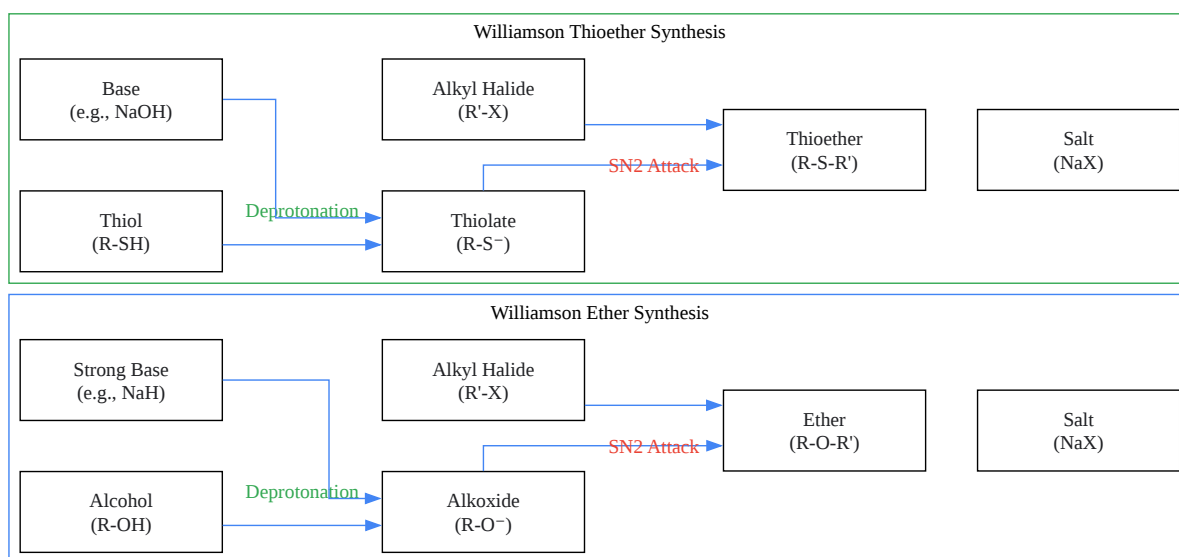 Williamson Thioether Synthesis
Base
(e.g., NaOH)
Alkyl Halide
(R'-X)
Thioether
(R-S-R')
Salt
(NaX)
SN2 Attack
Thiol
(R-SH)
Deprotonation
Thiolate
(R-S⁻)
Williamson Ether Synthesis
Strong Base
(e.g., NaH)
Alkyl Halide
(R'-X)
Ether
(R-O-R')
Salt
(NaX)
SN2 Attack
Alcohol
(R-OH)
Deprotonation
Alkoxide
(R-O⁻)